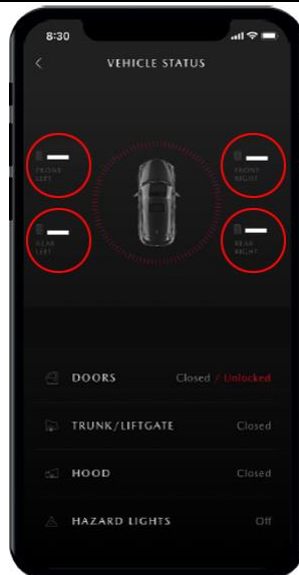 8:30
VEHICLE STATUS
FRONT
LEFT
FRONT
RIGHT
REAR
LEFT
REAR
RIGHT
DOORS Closed / Unlocked
TRUNK/LIFTGATE Closed
HOOD Closed
HAZARD LIGHTS Off